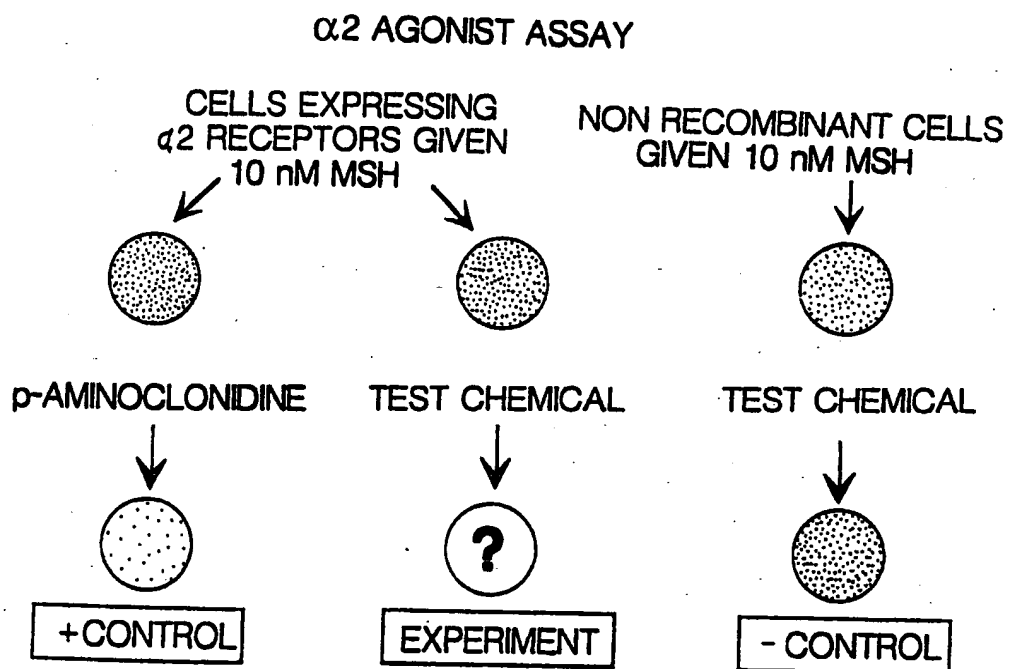 α2 AGONIST ASSAY
CELLS EXPRESSING
α2 RECEPTORS GIVEN
10 nM MSH
NON RECOMBINANT CELLS
GIVEN 10 nM MSH
p-AMINOCLONIDINE
TEST CHEMICAL
TEST CHEMICAL
?
+CONTROL
EXPERIMENT
- CONTROL